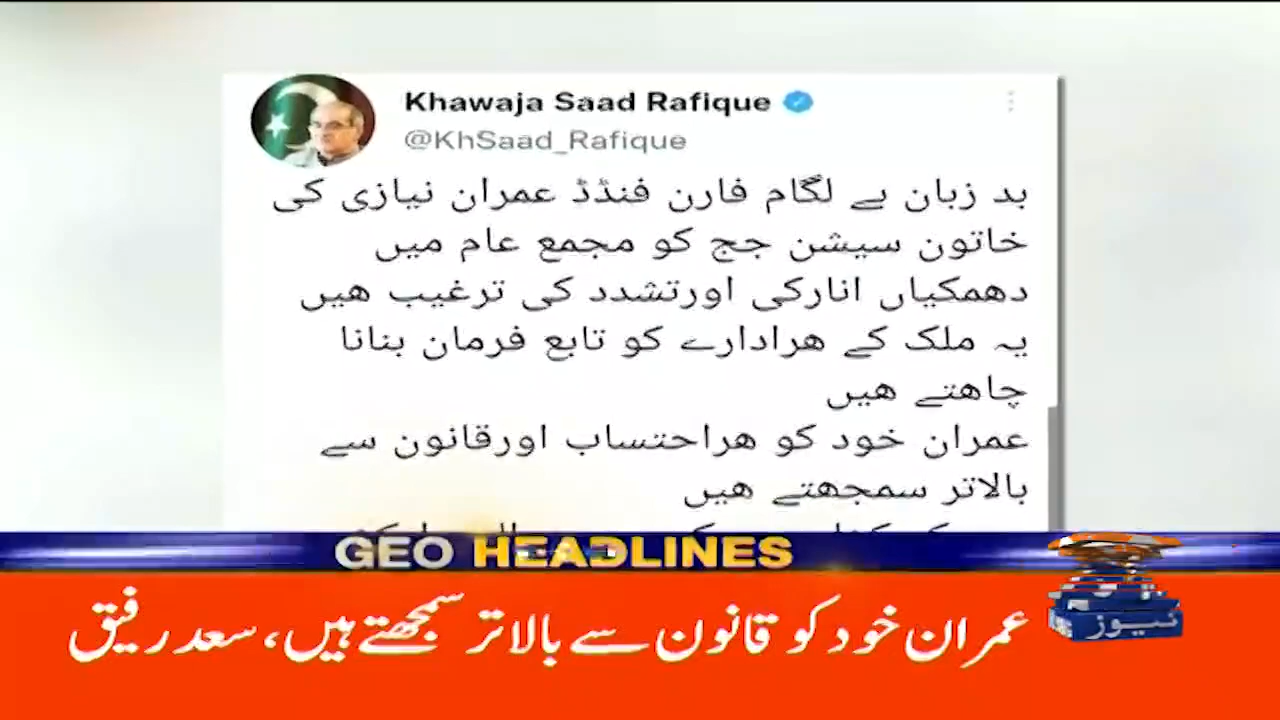 Khawaja Saad Rafique
@KhSaad_Rafique
بد زبان بے لگام فارن فنڈڈ عمران نیازی کی
خاتون سیشن جج کو مجمع عام میں
دھمکیاں انارکی اورتشدد کی ترغیب ھیں
یہ ملک کے ھرادارے کو تابع فرمان بنانا
چاھتے ھیں
عمران خود کو ھراحتساب اورقانون سے
بالاتر سمجھتے ھیں
GEO HEADLINES
عمران خود کو قانون سے بالاتر سمجھتے ہیں، سعد رفیق
نیوز